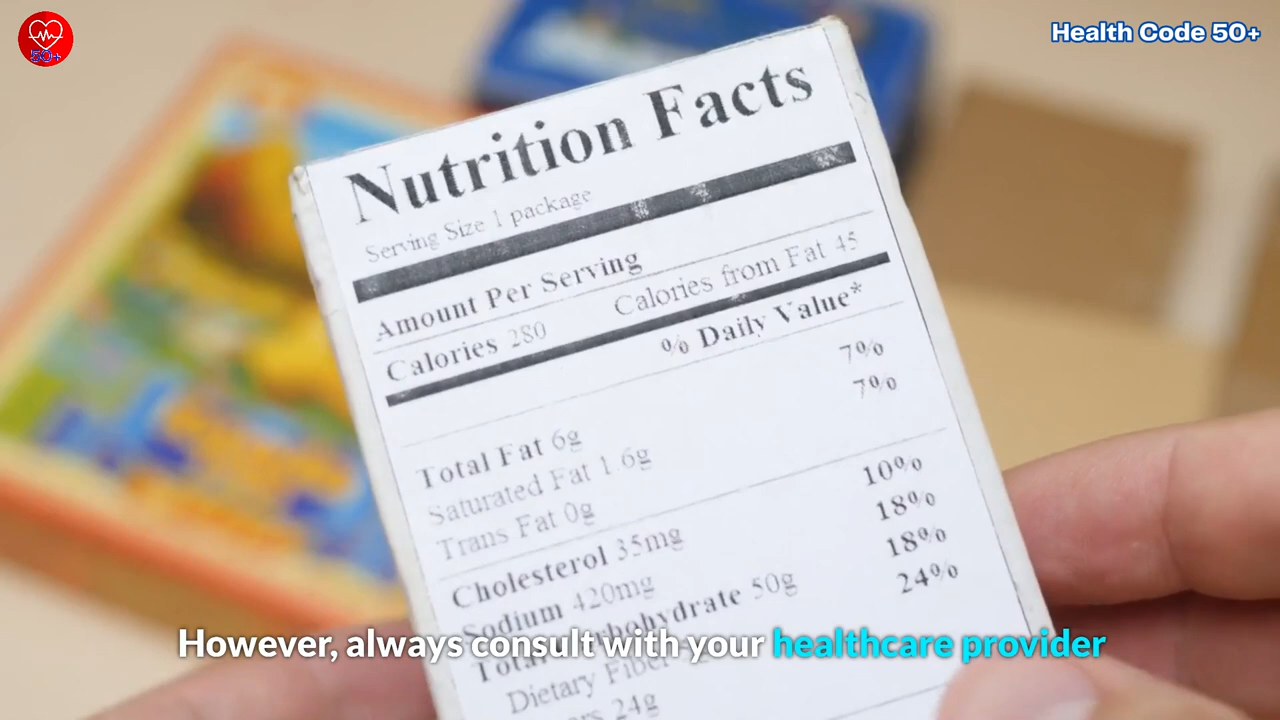 50+
Health Code 50+
Nutrition Facts
Serving Size 1 package
Amount Per Serving
Calories 280 Calories from Fat 45
% Daily Value*
Total Fat 6g 7%
Saturated Fat 1.6g 7%
Trans Fat 0g
Cholesterol 35mg 10%
Sodium 420mg 18%
50g 18%
Dietary 24%
24g
However, always consult with your healthcare provider